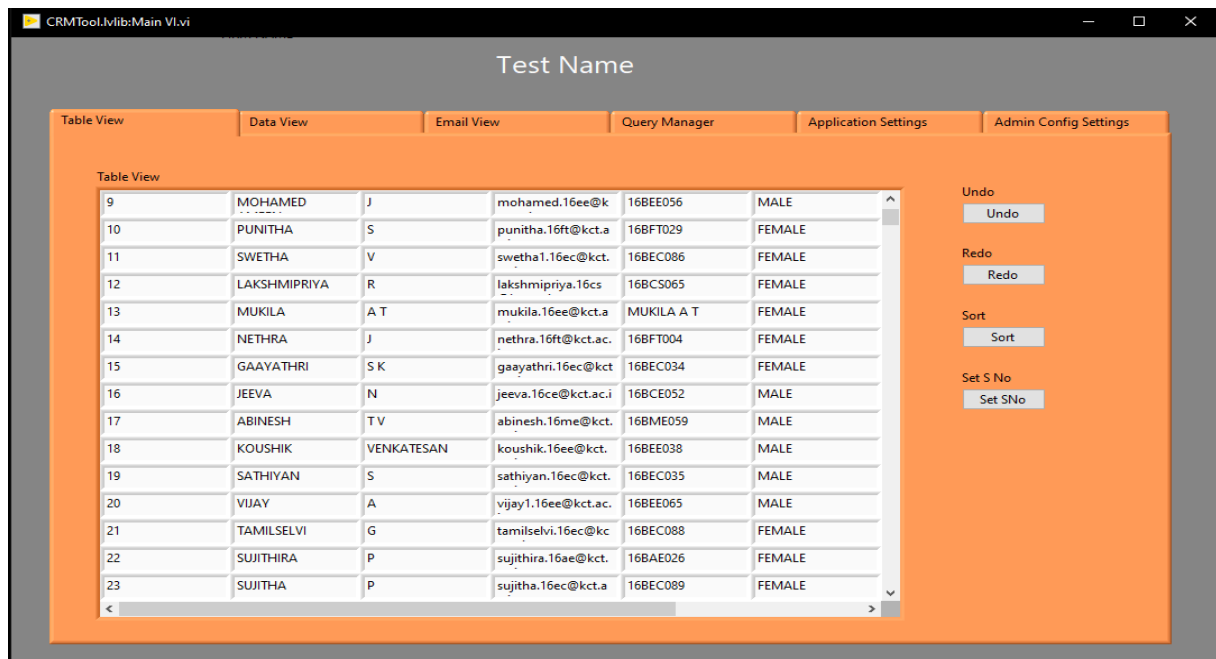 CRMTool.lvlib:Main VI.vi
Test Name
Table View Data View Email View Query Manager Application Settings Admin Config Settings
Table View
9 MOHAMED J mohamed.16ee@k 16BEE056 MALE
10 PUNITHA S punitha.16ft@kct.a 16BFT029 FEMALE
11 SWETHA V swetha1.16ec@kct. 16BEC086 FEMALE
12 LAKSHMIPRIYA R lakshmipriya.16cs 16BCS065 FEMALE
13 MUKILA A T mukila.16ee@kct.a MUKILA A T FEMALE
14 NETHRA J nethra.16ft@kct.ac. 16BFT004 FEMALE
15 GAAYATHRI S K gaayathri.16ec@kct 16BEC034 FEMALE
16 JEEVA N jeeva.16ce@kct.ac.i 16BCE052 MALE
17 ABINESH T V abinesh.16me@kct. 16BME059 MALE
18 KOUSHIK VENKATESAN koushik.16ee@kct. 16BEE038 MALE
19 SATHIYAN S sathiyan.16ec@kct. 16BEC035 MALE
20 VIJAY A vijay1.16ee@kct.ac. 16BEE065 MALE
21 TAMILSELVI G tamilselvi.16ec@kc 16BEC088 FEMALE
22 SUJITHIRA P sujithira.16ae@kct. 16BAE026 FEMALE
23 SUJITHA P sujitha.16ec@kct.a 16BEC089 FEMALE
Undo
Undo
Redo
Redo
Sort
Sort
Set S No
Set SNo